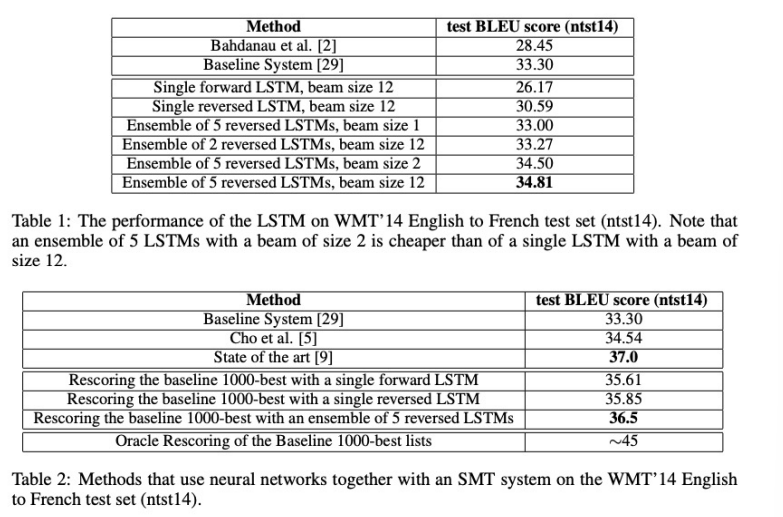 Method test BLEU score (ntst14)
Bahdanau et al. [2] 28.45
Baseline System [29] 33.30
Single forward LSTM, beam size 12 26.17
Single reversed LSTM, beam size 12 30.59
Ensemble of 5 reversed LSTMs, beam size 1 33.00
Ensemble of 2 reversed LSTMs, beam size 12 33.27
Ensemble of 5 reversed LSTMs, beam size 2 34.50
Ensemble of 5 reversed LSTMs, beam size 12 34.81
Table 1: The performance of the LSTM on WMT'14 English to French test set (ntst14). Note that
an ensemble of 5 LSTMs with a beam of size 2 is cheaper than of a single LSTM with a beam of
size 12.
Method test BLEU score (ntst14)
Baseline System [29] 33.30
Cho et al. [5] 34.54
State of the art [9] 37.0
Rescoring the baseline 1000-best with a single forward LSTM 35.61
Rescoring the baseline 1000-best with a single reversed LSTM 35.85
Rescoring the baseline 1000-best with an ensemble of 5 reversed LSTMs 36.5
Oracle Rescoring of the Baseline 1000-best lists ~45
Table 2: Methods that use neural networks together with an SMT system on the WMT'14 English
to French test set (ntst14).